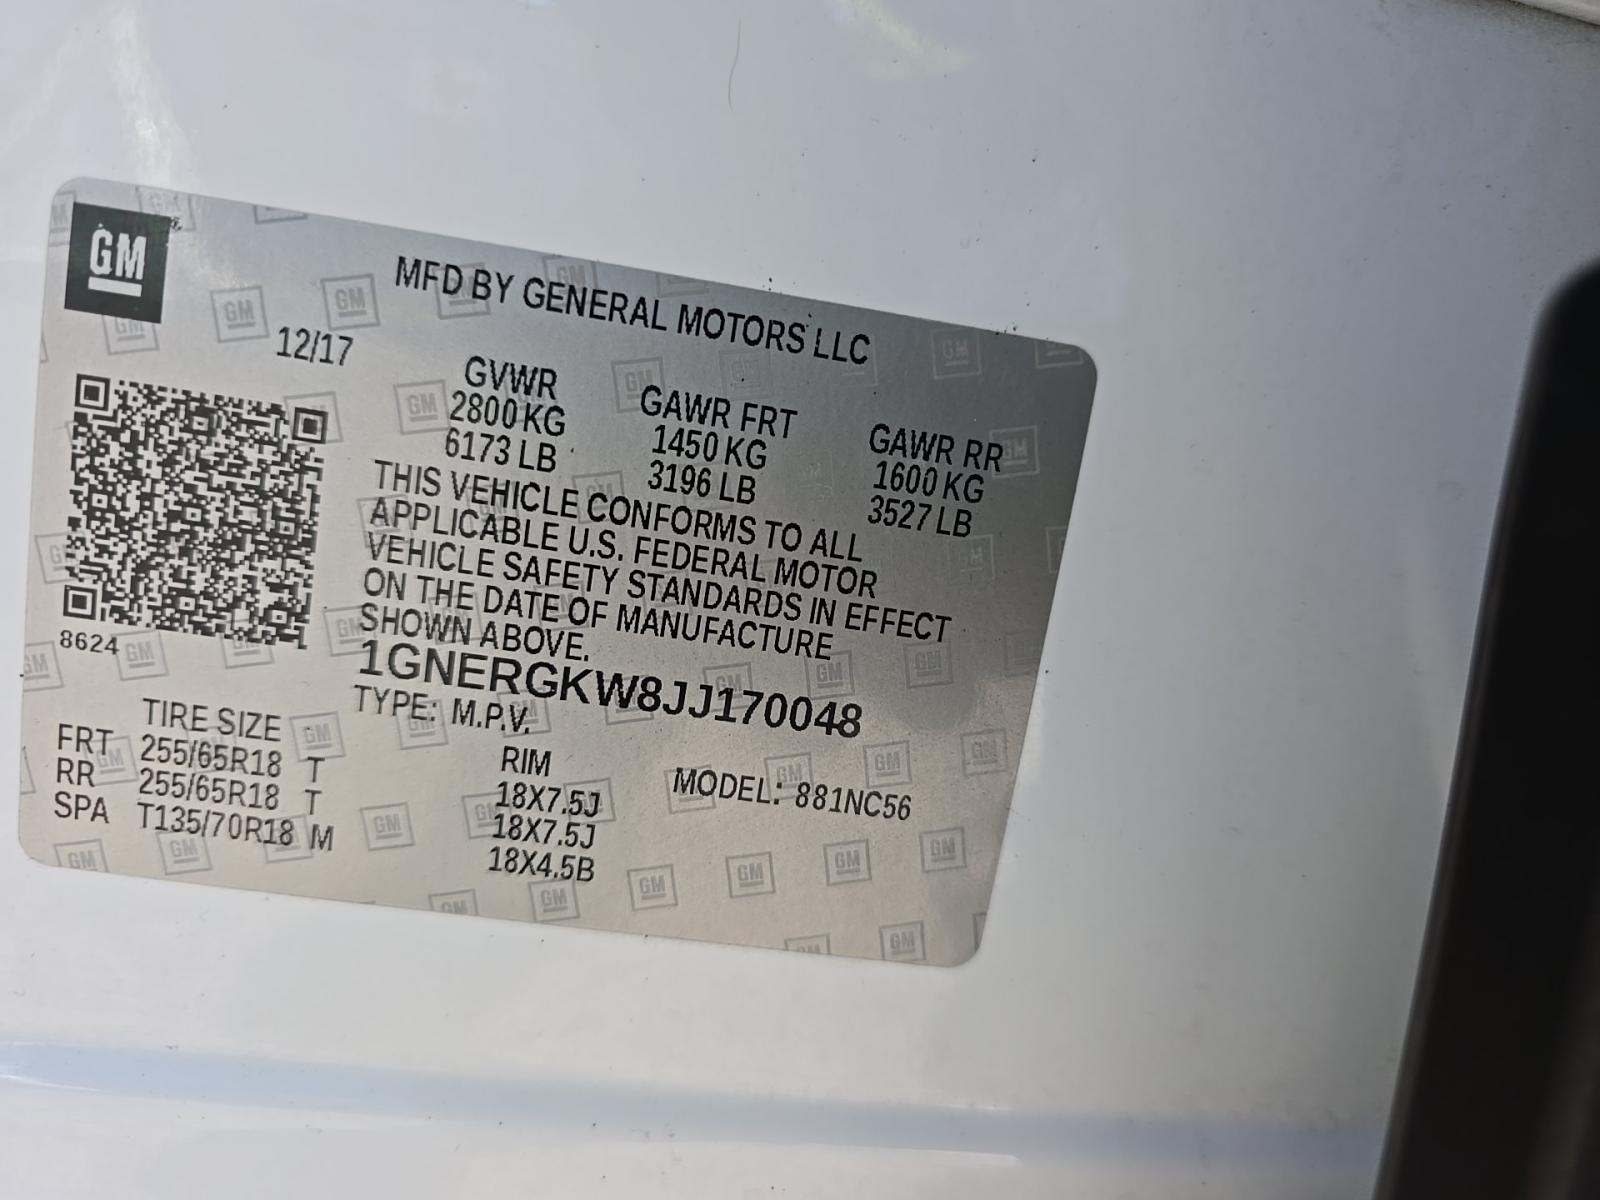 GM
MFD BY GENERAL MOTORS LLC
12/17
GVWR GAWR FRT GAWR RR
2800 KG 1450 KG 1600 KG
6173 LB 3196 LB 3527 LB
THIS VEHICLE CONFORMS TO ALL
APPLICABLE U.S. FEDERAL MOTOR
VEHICLE SAFETY STANDARDS IN EFFECT
ON THE DATE OF MANUFACTURE
SHOWN ABOVE.
8624
1GNERGKW8JJ170048
TYPE: M.P.V.
MODEL: 881NC56
TIRE SIZE RIM
FRT 255/65R18 T 18X7.5J
RR 255/65R18 T 18X7.5J
SPA T135/70R18 M 18X4.5B